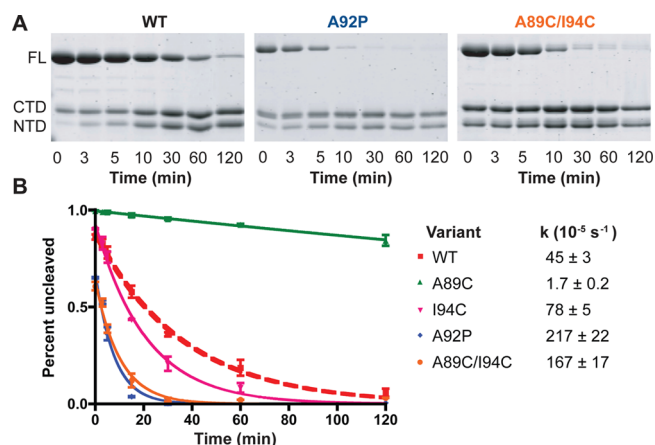 A
WT
A92P
A89C/I94C
FL
CTD
NTD
0 3 5 10 30 60 120
0 3 5 10 30 60 120
0 3 5 10 30 60 120
Time (min)
Time (min)
Time (min)
B
Percent uncleaved
1.0
0.5
0.0
0 20 40 60 80 100 120
Time (min)
Variant k (10⁻⁵ s⁻¹)
WT 45 ± 3
A89C 1.7 ± 0.2
I94C 78 ± 5
A92P 217 ± 22
A89C/I94C 167 ± 17